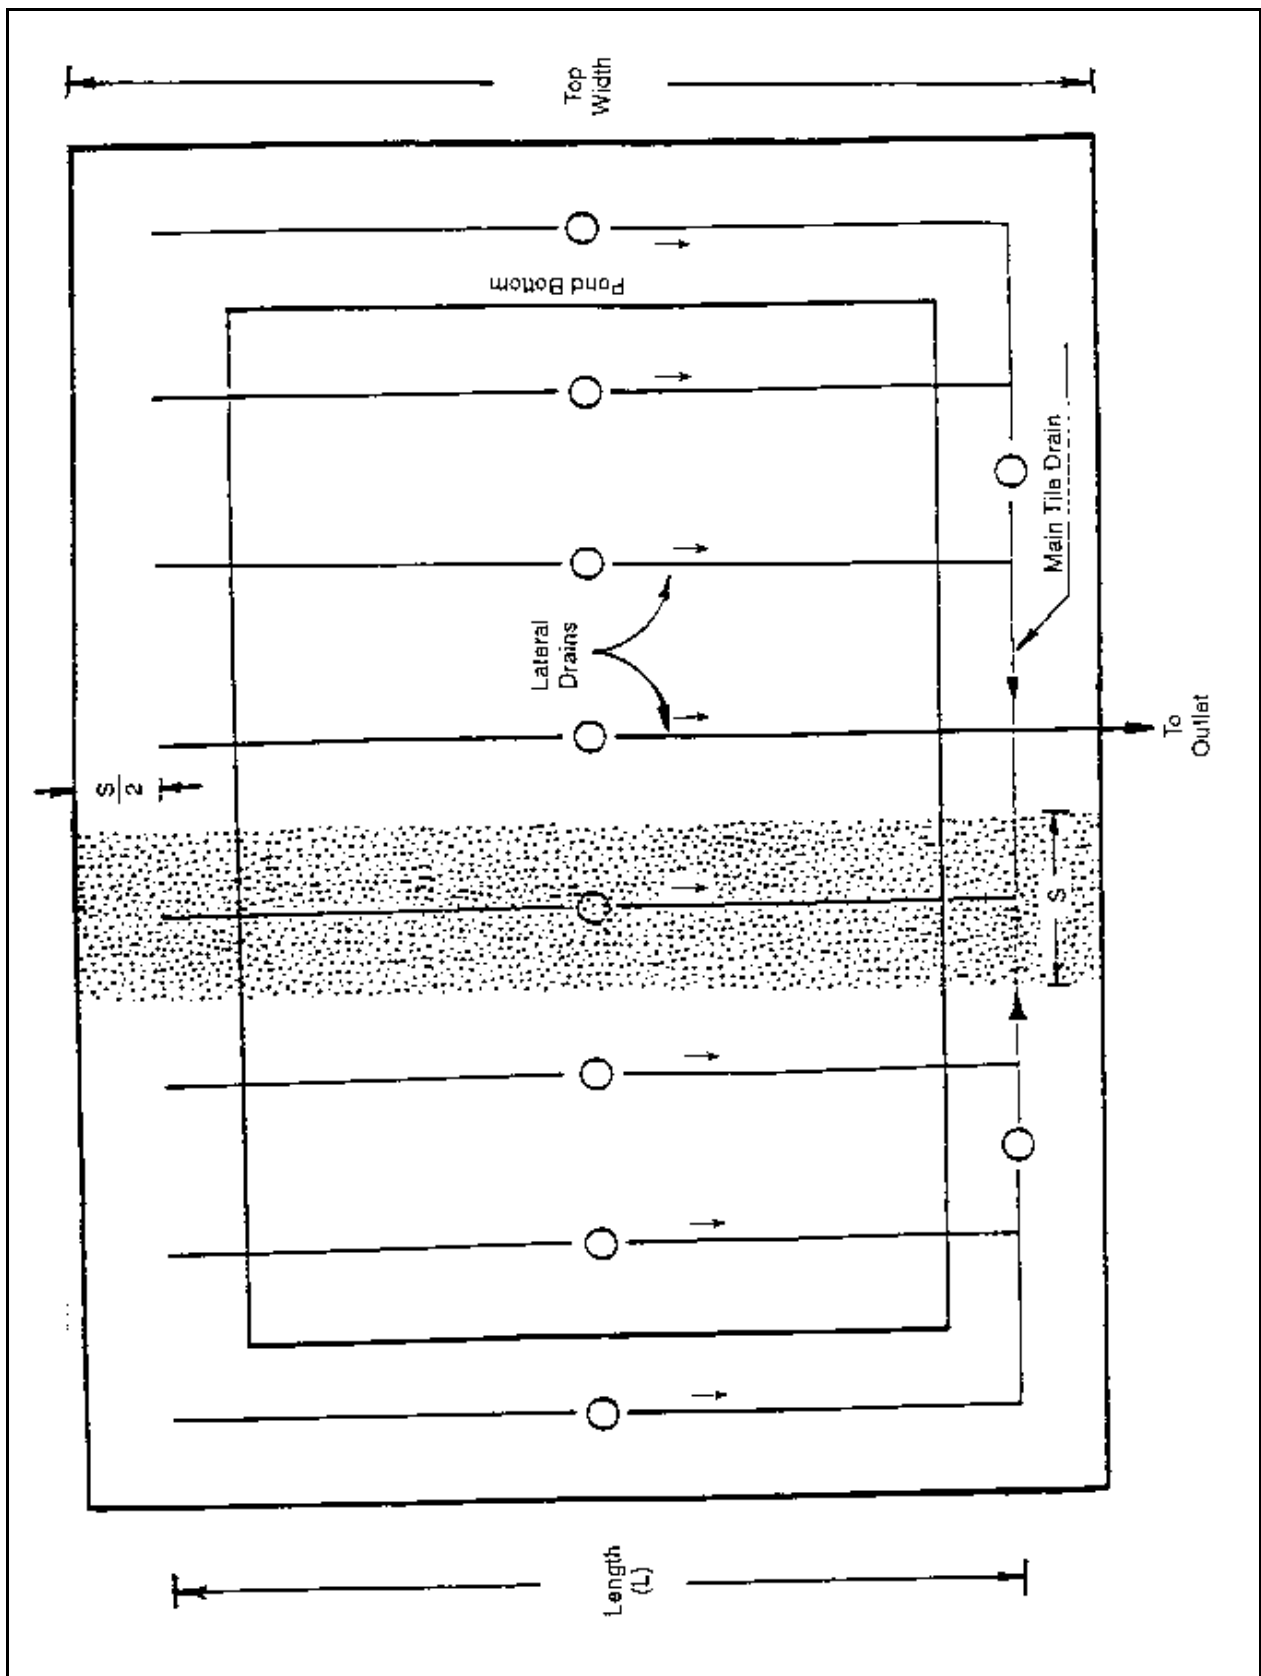 Top
Width
Pond Bottom
Main Tile Drain
Lateral
Drains
To
Outlet
S
2
S
Length
(L)